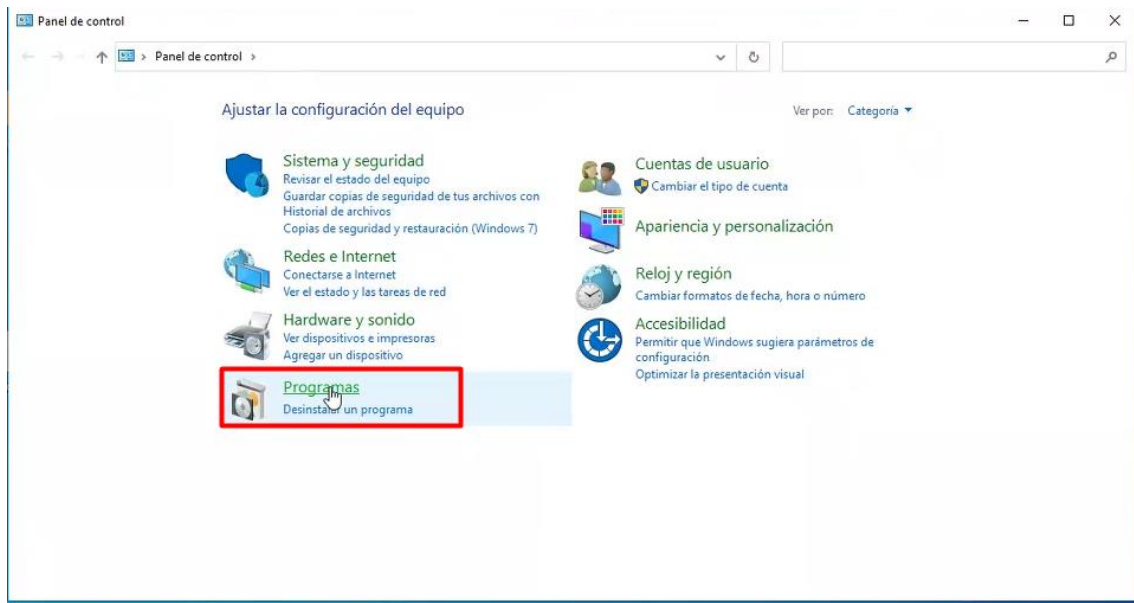 Panel de control
Panel de control
Ajustar la configuración del equipo
Ver por: Categoría
Sistema y seguridad
Revisar el estado del equipo
Guardar copias de seguridad de tus archivos con
Historial de archivos
Copias de seguridad y restauración (Windows 7)
Redes e Internet
Conectarse a Internet
Ver el estado y las tareas de red
Hardware y sonido
Ver dispositivos e impresoras
Agregar un dispositivo
Programas
Desinstalar un programa
Cuentas de usuario
Cambiar el tipo de cuenta
Apariencia y personalización
Reloj y región
Cambiar formatos de fecha, hora o número
Accesibilidad
Permitir que Windows sugiera parámetros de
configuración
Optimizar la presentación visual